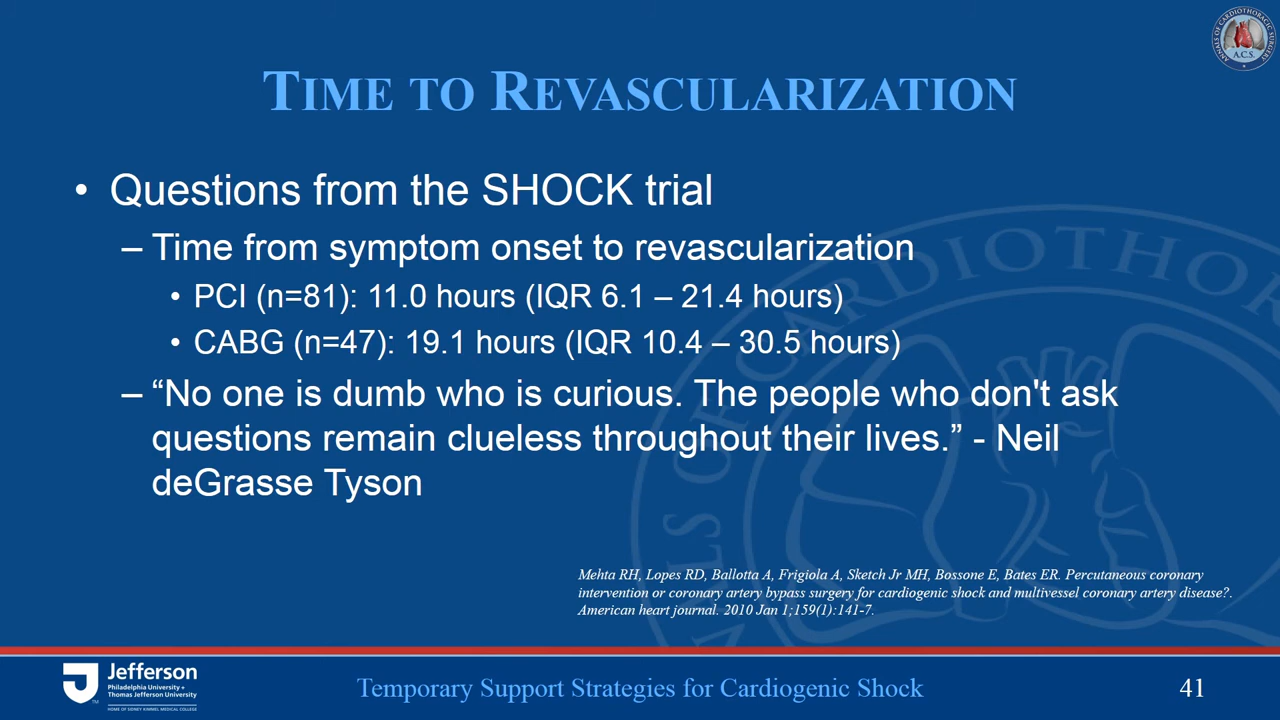 ANNALS OF CARDIOTHORACIC SURGERY
A.C.S.
TIME TO REVASCULARIZATION
• Questions from the SHOCK trial
– Time from symptom onset to revascularization
• PCI (n=81): 11.0 hours (IQR 6.1 – 21.4 hours)
• CABG (n=47): 19.1 hours (IQR 10.4 – 30.5 hours)
– “No one is dumb who is curious. The people who don't ask
questions remain clueless throughout their lives.” - Neil
deGrasse Tyson
Mehta RH, Lopes RD, Ballotta A, Frigiola A, Sketch Jr MH, Bossone E, Bates ER. Percutaneous coronary
intervention or coronary artery bypass surgery for cardiogenic shock and multivessel coronary artery disease?.
American heart journal. 2010 Jan 1;159(1):141-7.
Jefferson
Philadelphia University +
Thomas Jefferson University
HOME OF SIDNEY KIMMEL MEDICAL COLLEGE
Temporary Support Strategies for Cardiogenic Shock
41